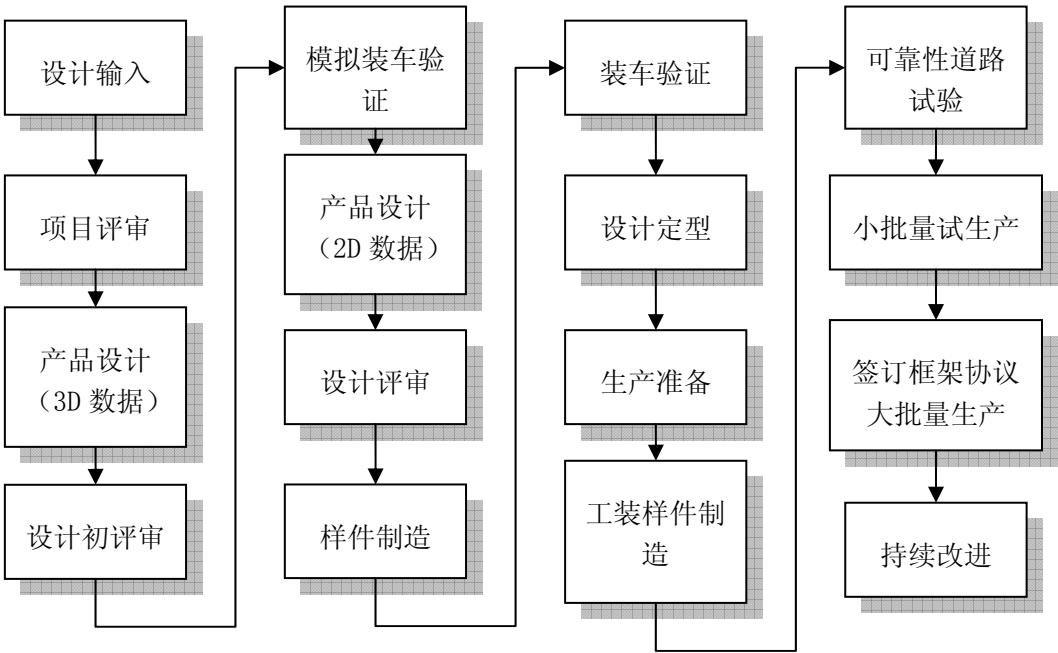 设计输入
项目评审
产品设计
（3D 数据）
设计初评审
模拟装车验
证
产品设计
（2D 数据）
设计评审
样件制造
装车验证
设计定型
生产准备
工装样件制
造
可靠性道路
试验
小批量试生产
签订框架协议
大批量生产
持续改进